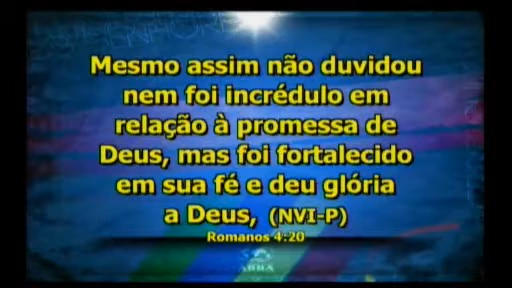 Mesmo assim não duvidou
nem foi incrédulo em
relação à promessa de
Deus, mas foi fortalecido
em sua fé e deu glória
a Deus, (NVI-P)
Romanos 4:20